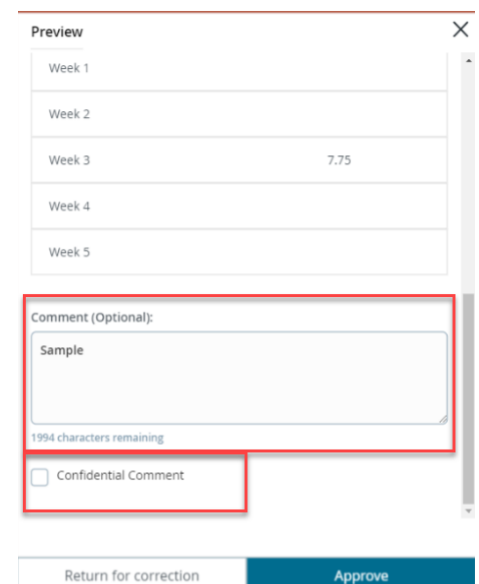 Preview
Week 1
Week 2
Week 3 7.75
Week 4
Week 5
Comment (Optional):
Sample
1994 characters remaining
Confidential Comment
Return for correction Approve